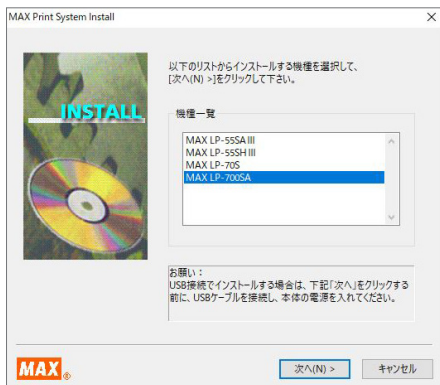 MAX Print System Install
以下のリストからインストールする機種を選択して、
[次へ(N) >]をクリックして下さい。
INSTALL
機種一覧
MAX LP-55SAⅢ
MAX LP-55SHⅢ
MAX LP-70S
MAX LP-700SA
お願い：
USB接続でインストールする場合は、下記「次へ」をクリックする
前に、USBケーブルを接続し、本体の電源を入れてください。
MAX®
次へ(N) >
キャンセル